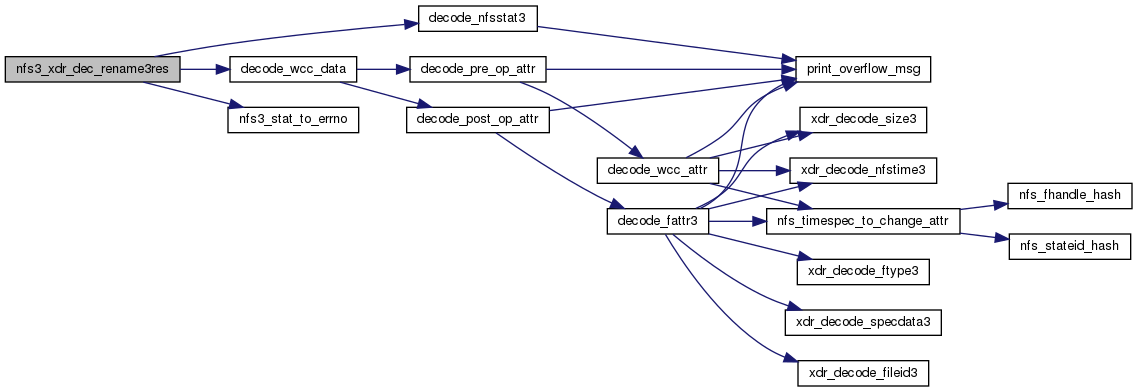 decode_nfsstat3
nfs3_xdr_dec_rename3res
decode_wcc_data
decode_pre_op_attr
print_overflow_msg
nfs3_stat_to_errno
decode_post_op_attr
xdr_decode_size3
decode_wcc_attr
xdr_decode_nfstime3
nfs_fhandle_hash
decode_fattr3
nfs_timespec_to_change_attr
nfs_stateid_hash
xdr_decode_ftype3
xdr_decode_specdata3
xdr_decode_fileid3